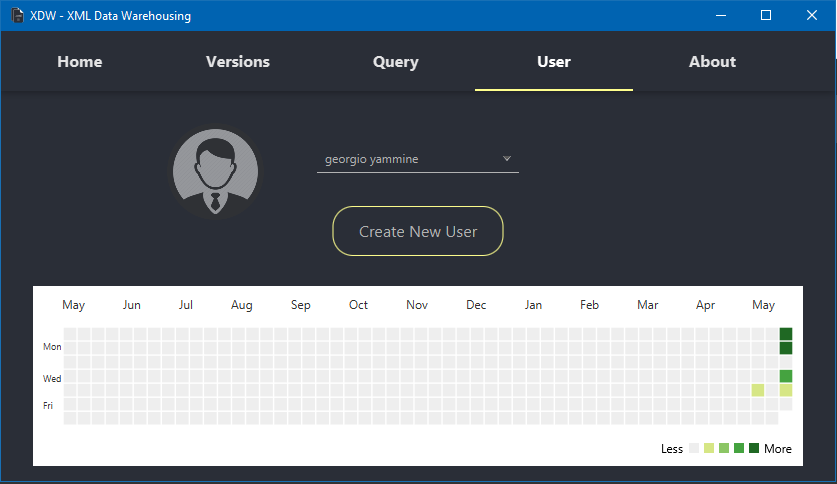 XDW - XML Data Warehousing
Home Versions Query User About
georgio yammine
Create New User
May Jun Jul Aug Sep Oct Nov Dec Jan Feb Mar Apr May
Mon
Wed
Fri
Less More